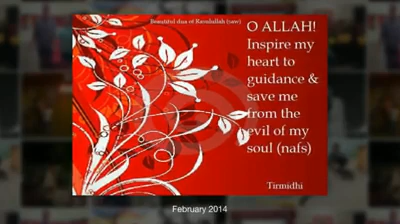 Beautiful dua of Rasulullah (saw)
O ALLAH!
Inspire my
heart to
guidance &
save me
from the
evil of my
soul (nafs)
Tirmidhi
February 2014